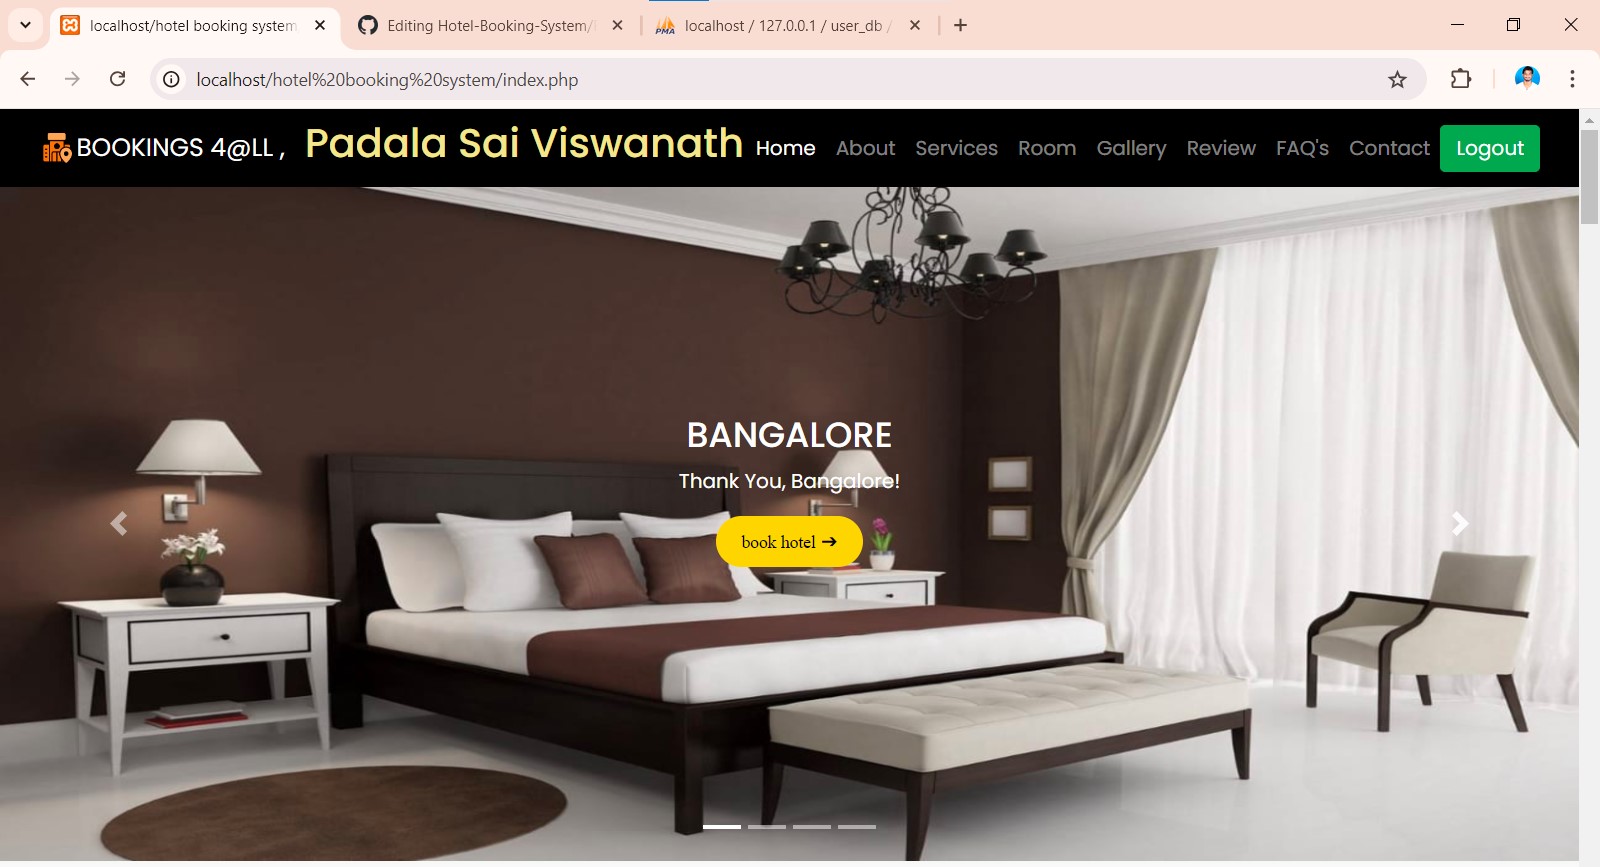 localhost/hotel booking system
Editing Hotel-Booking-System/
PMA
localhost / 127.0.0.1 / user_db /
localhost/hotel%20booking%20system/index.php
BOOKINGS 4@LL , Padala Sai Viswanath Home About Services Room Gallery Review FAQ's Contact Logout
BANGALORE
Thank You, Bangalore!
book hotel ➔